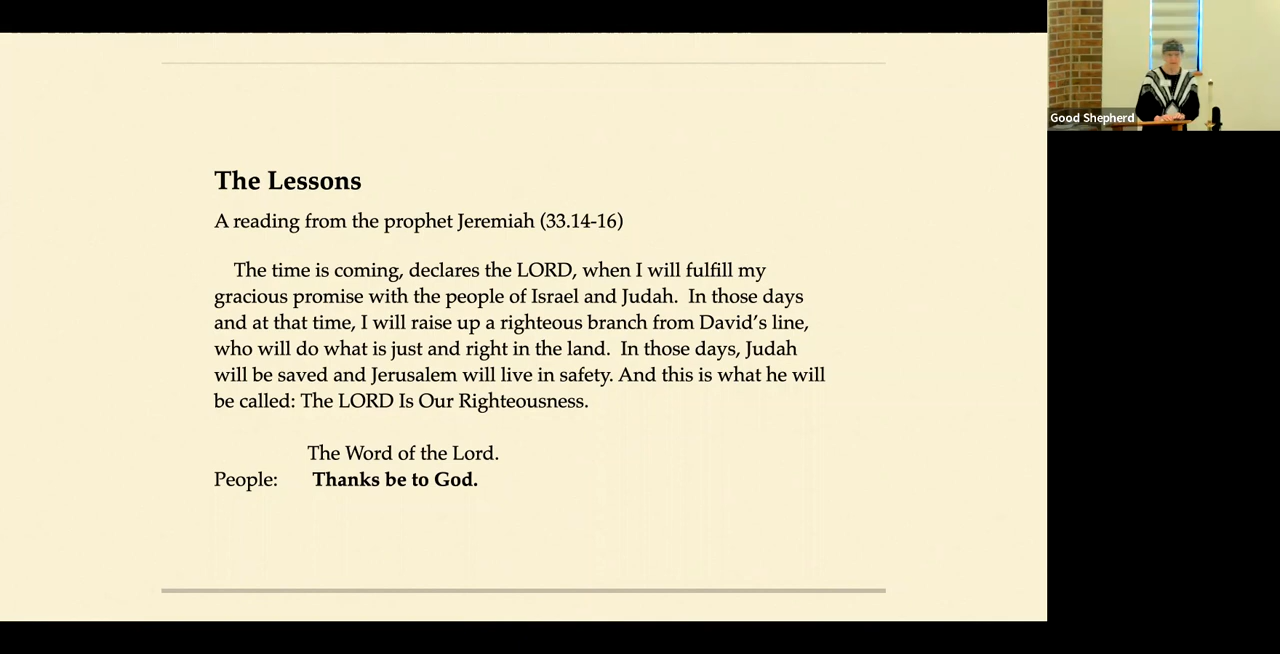 The Lessons
A reading from the prophet Jeremiah (33.14-16)
The time is coming, declares the LORD, when I will fulfill my
gracious promise with the people of Israel and Judah.  In those days
and at that time, I will raise up a righteous branch from David’s line,
who will do what is just and right in the land.  In those days, Judah
will be saved and Jerusalem will live in safety. And this is what he will
be called: The LORD Is Our Righteousness.
The Word of the Lord.
People: Thanks be to God.
Good Shepherd